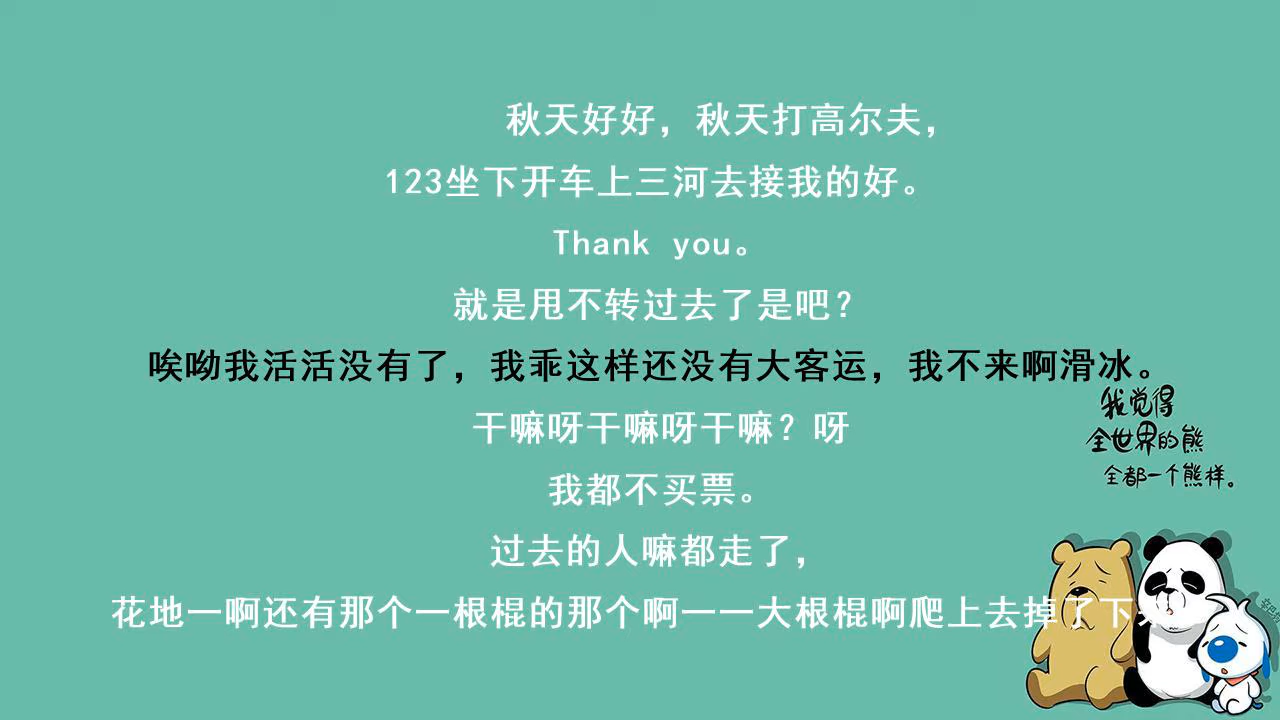 秋天好好，秋天打高尔夫，
123坐下开车上三河去接我的好。
Thank you。
就是甩不转过去了是吧？
唉呦我活活没有了，我乖这样还没有大客运，我不来啊滑冰。
我觉得
全世界的熊
全都一个熊样。
干嘛呀干嘛呀干嘛？呀
我都不买票。
过去的人嘛都走了，
花地一啊还有那个一根棍的那个啊一一大根棍啊爬上去掉了下来